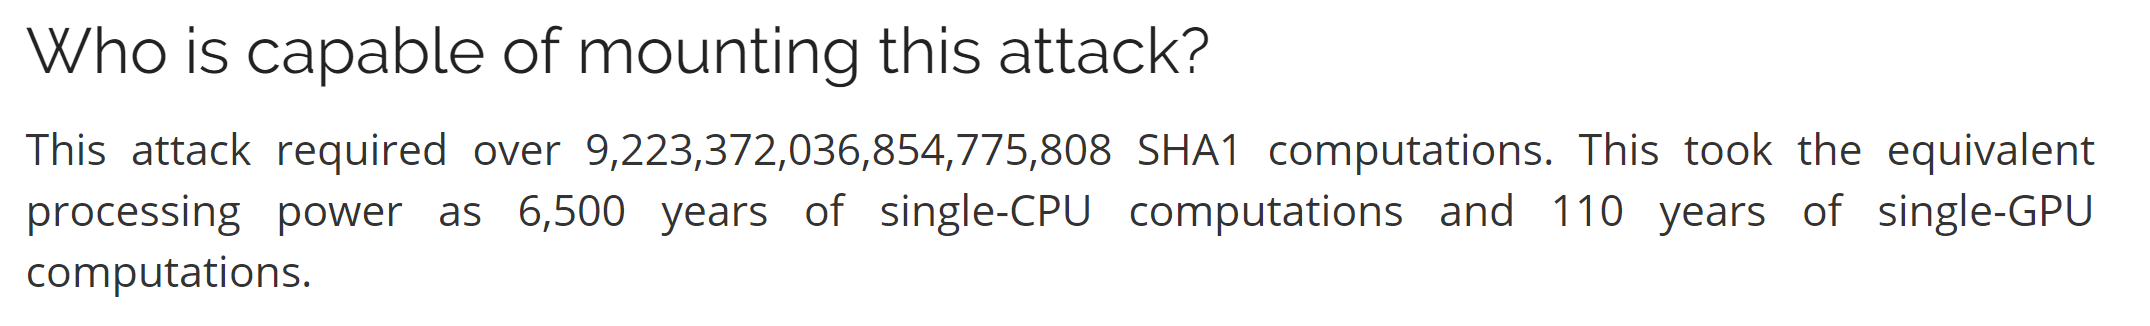 Who is capable of mounting this attack?
This attack required over 9,223,372,036,854,775,808 SHA1 computations. This took the equivalent
processing power as 6,500 years of single-CPU computations and 110 years of single-GPU
computations.